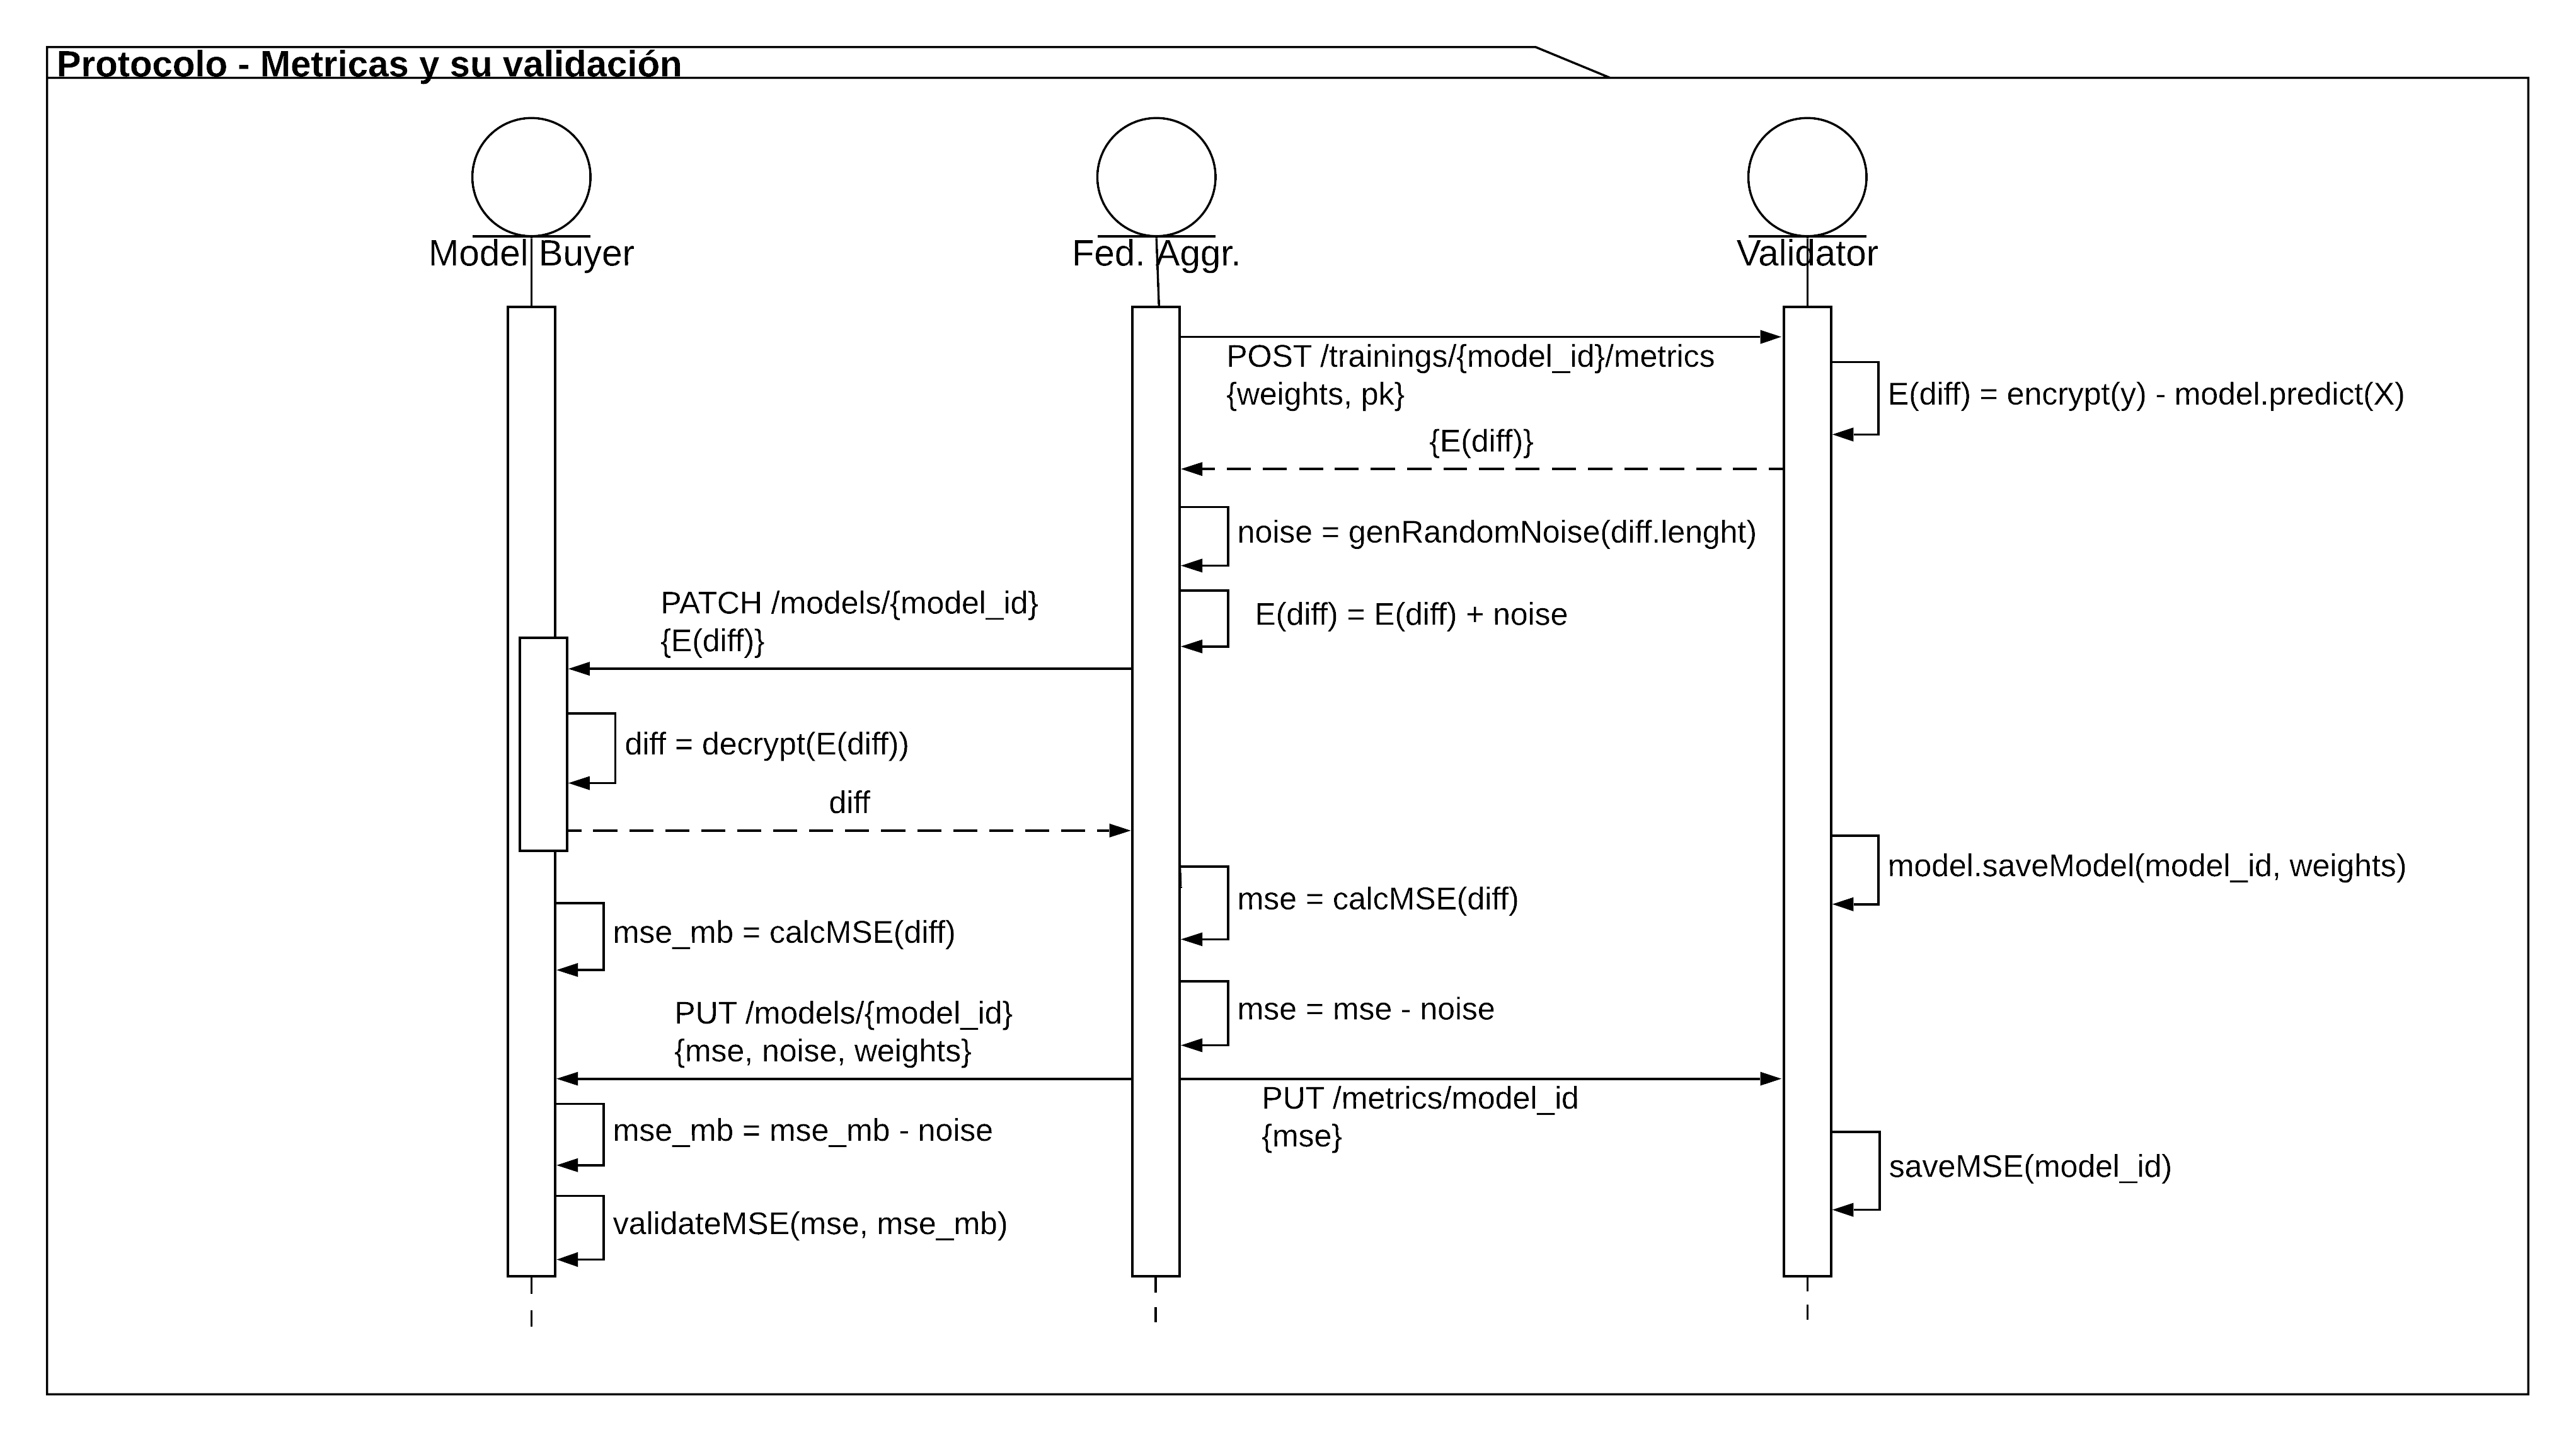 Protocolo - Metricas y su validación
Model Buyer
Fed. Aggr.
Validator
POST /trainings/{model_id}/metrics
{weights, pk}
E(diff) = encrypt(y) - model.predict(X)
{E(diff)}
noise = genRandomNoise(diff.lenght)
PATCH /models/{model_id}
{E(diff)}
E(diff) = E(diff) + noise
diff = decrypt(E(diff))
diff
model.saveModel(model_id, weights)
mse = calcMSE(diff)
mse_mb = calcMSE(diff)
mse = mse - noise
PUT /models/{model_id}
{mse, noise, weights}
PUT /metrics/model_id
{mse}
mse_mb = mse_mb - noise
saveMSE(model_id)
validateMSE(mse, mse_mb)